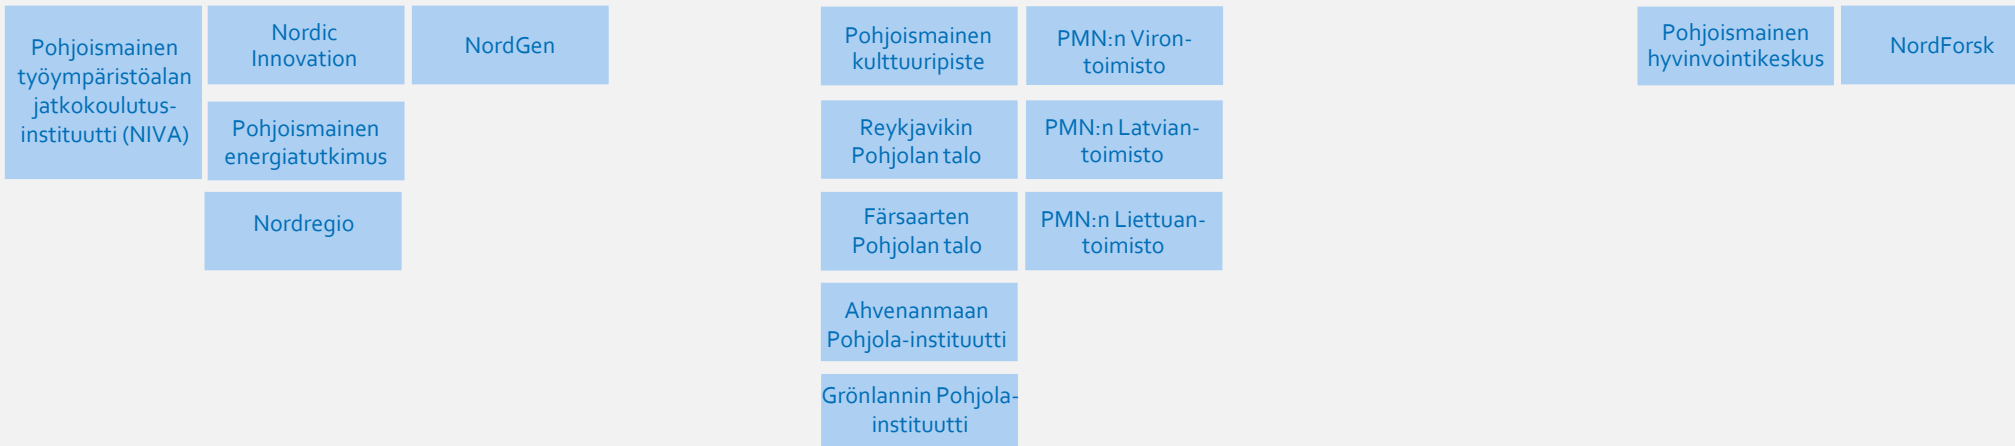 Pohjoismainen
työympäristöalan
jatkokoulutus-
instituutti (NIVA)
Nordic
Innovation
NordGen
Pohjoismainen
energiatutkimus
Nordregio
Pohjoismainen
kulttuuripiste
PMN:n Viron-
toimisto
Reykjavikin
Pohjolan talo
PMN:n Latvian-
toimisto
Färsaarten
Pohjolan talo
PMN:n Liettuan-
toimisto
Ahvenanmaan
Pohjola-instituutti
Grönlannin Pohjola-
instituutti
Pohjoismainen
hyvinvointikeskus
NordForsk